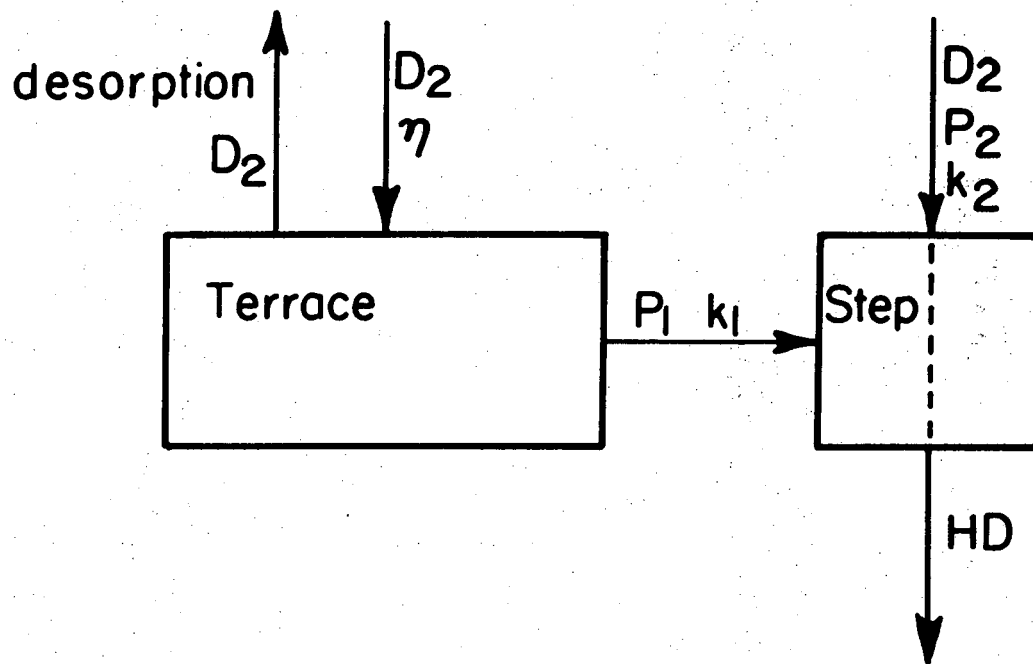 desorption
D2
D2
η
D2
P2
k2
Terrace
P1 k1
Step
HD